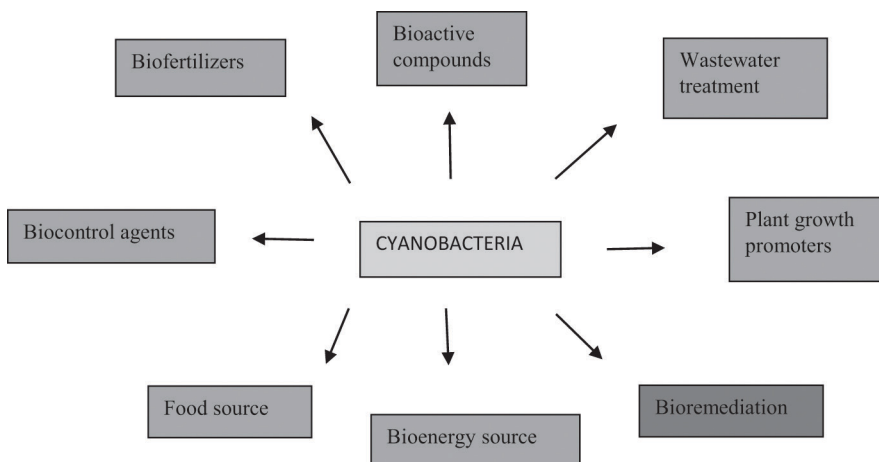 Biofertilizers
Bioactive
compounds
Wastewater
treatment
Biocontrol agents
CYANOBACTERIA
Plant growth
promoters
Food source
Bioenergy source
Bioremediation